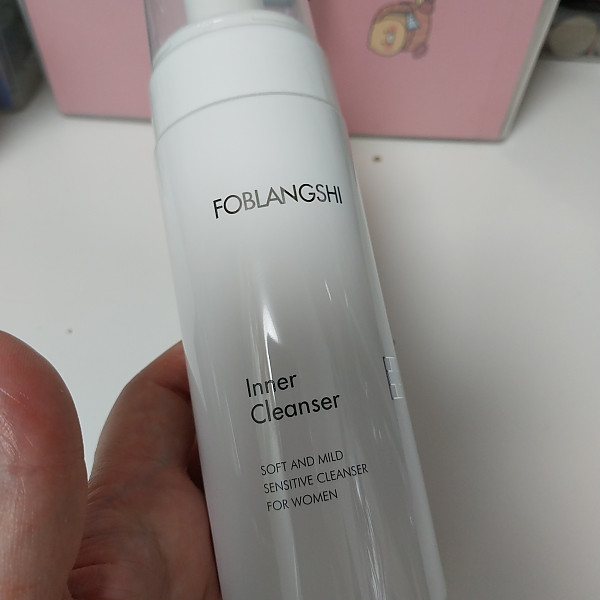 FOBLANGSHI
Inner
Cleanser
SOFT AND MILD
SENSITIVE CLEANSER
FOR WOMEN